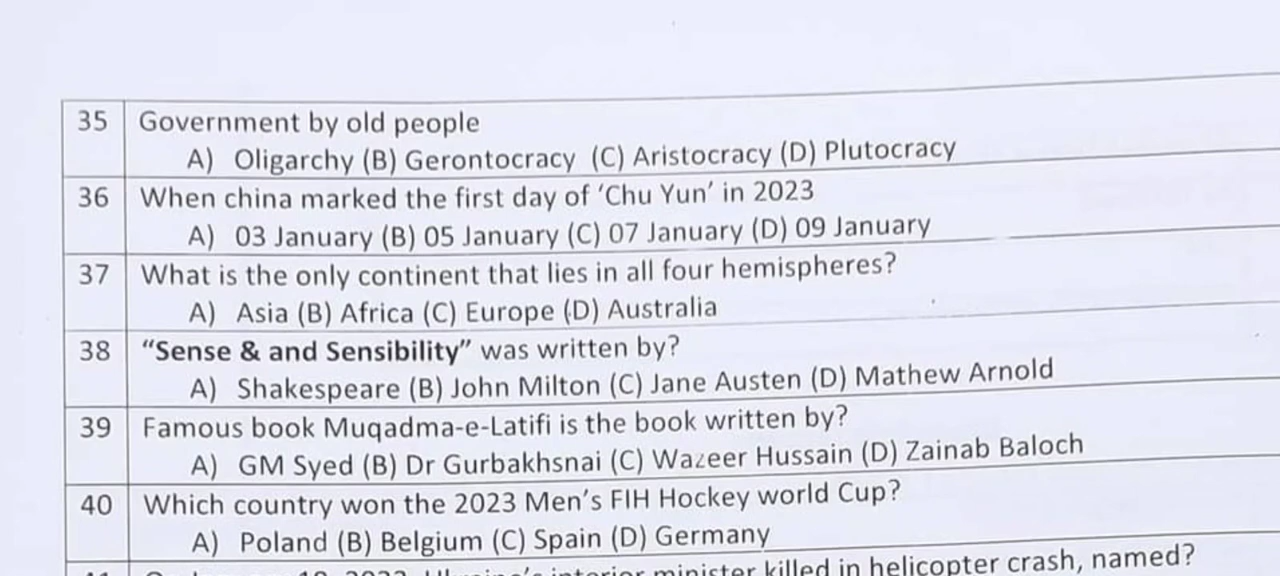 35 Government by old people
A) Oligarchy (B) Gerontocracy (C) Aristocracy (D) Plutocracy
36 When china marked the first day of ‘Chu Yun’ in 2023
A) 03 January (B) 05 January (C) 07 January (D) 09 January
37 What is the only continent that lies in all four hemispheres?
A) Asia (B) Africa (C) Europe (D) Australia
38 “Sense & and Sensibility” was written by?
A) Shakespeare (B) John Milton (C) Jane Austen (D) Mathew Arnold
39 Famous book Muqadma-e-Latifi is the book written by?
A) GM Syed (B) Dr Gurbakhsnai (C) Wazeer Hussain (D) Zainab Baloch
40 Which country won the 2023 Men’s FIH Hockey world Cup?
A) Poland (B) Belgium (C) Spain (D) Germany
interior minister killed in helicopter crash, named?